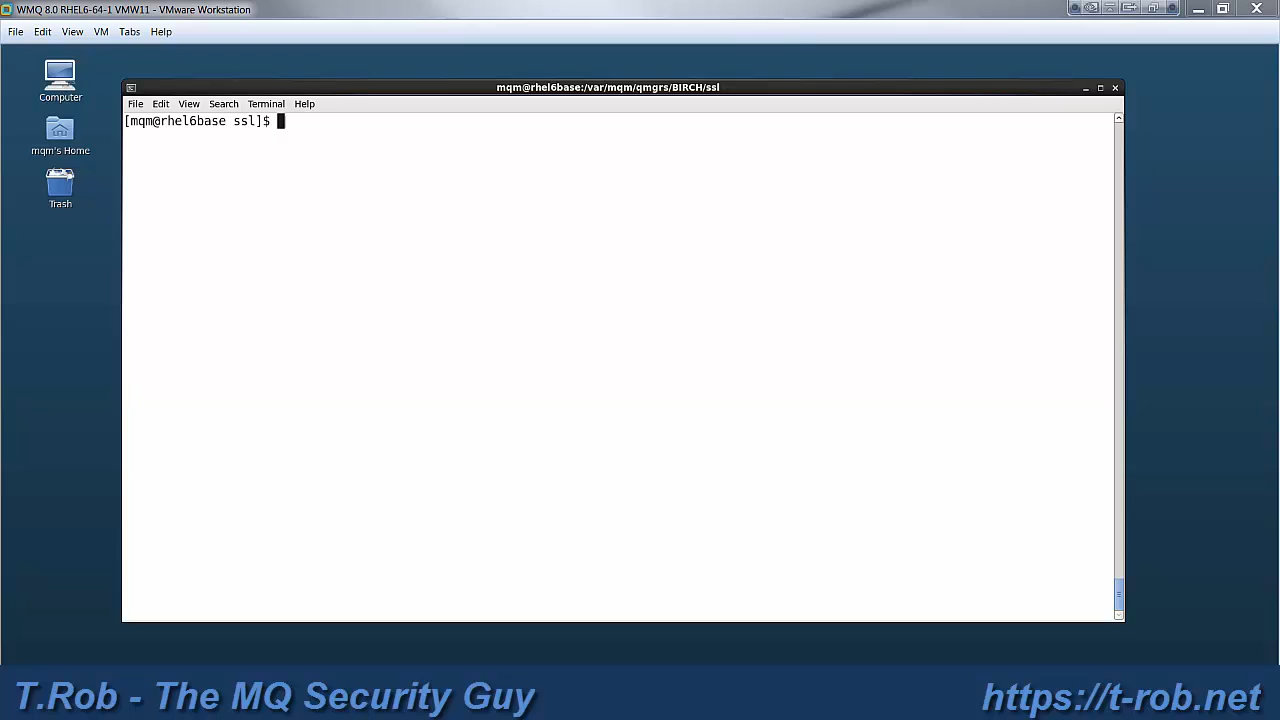 WMQ 8.0 RHEL6-64-1 VMW11 - VMware Workstation
File Edit View VM Tabs Help
Computer
mqm's Home
Trash
mqm@rhel6base:/var/mqm/qmgrs/BIRCH/ssl
File Edit View Search Terminal Help
[mqm@rhel6base ssl]$
T.Rob - The MQ Security Guy
https://t-rob.net